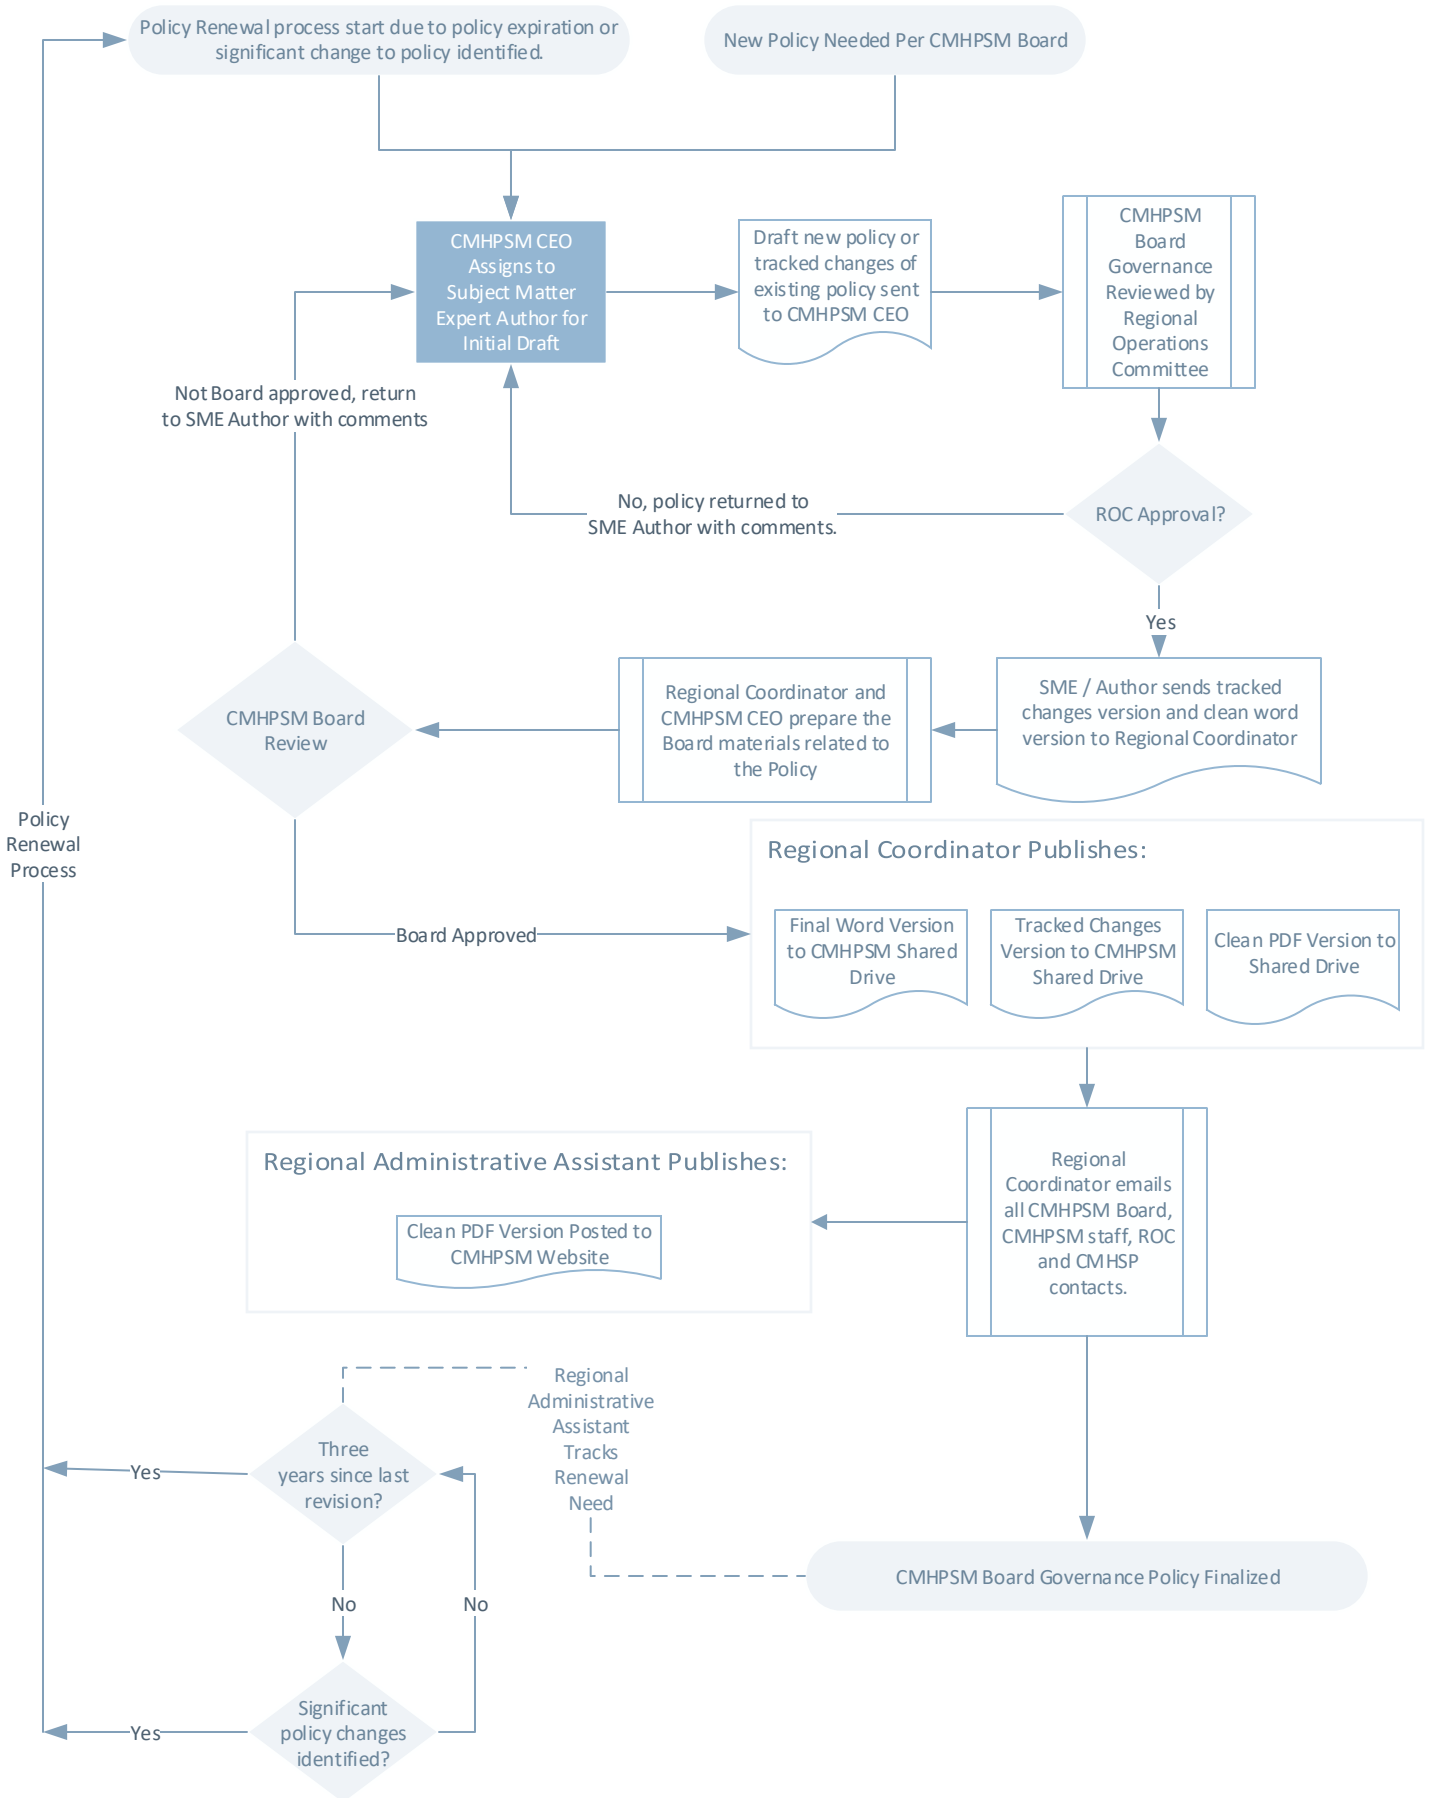 Policy Renewal process start due to policy expiration or
significant change to policy identified.
New Policy Needed Per CMHPSM Board
CMHPSM CEO
Assigns to
Subject Matter
Expert Author for
Initial Draft
Draft new policy or
tracked changes of
existing policy sent
to CMHPSM CEO
CMHPSM
Board
Governance
Reviewed by
Regional
Operations
Committee
Not Board approved, return
to SME Author with comments
No, policy returned to
SME Author with comments.
ROC Approval?
Yes
CMHPSM Board
Review
Regional Coordinator and
CMHPSM CEO prepare the
Board materials related to
the Policy
SME / Author sends tracked
changes version and clean word
version to Regional Coordinator
Policy
Renewal
Process
Regional Coordinator Publishes:
Board Approved
Final Word Version
to CMHPSM Shared
Drive
Tracked Changes
Version to CMHPSM
Shared Drive
Clean PDF Version to
Shared Drive
Regional Administrative Assistant Publishes:
Clean PDF Version Posted to
CMHPSM Website
Regional
Coordinator emails
all CMHPSM Board,
CMHPSM staff, ROC
and CMHSP
contacts.
Regional
Administrative
Assistant
Tracks
Renewal
Need
Three
years since last
revision?
Yes
CMHPSM Board Governance Policy Finalized
No
No
Significant
policy changes
identified?
Yes